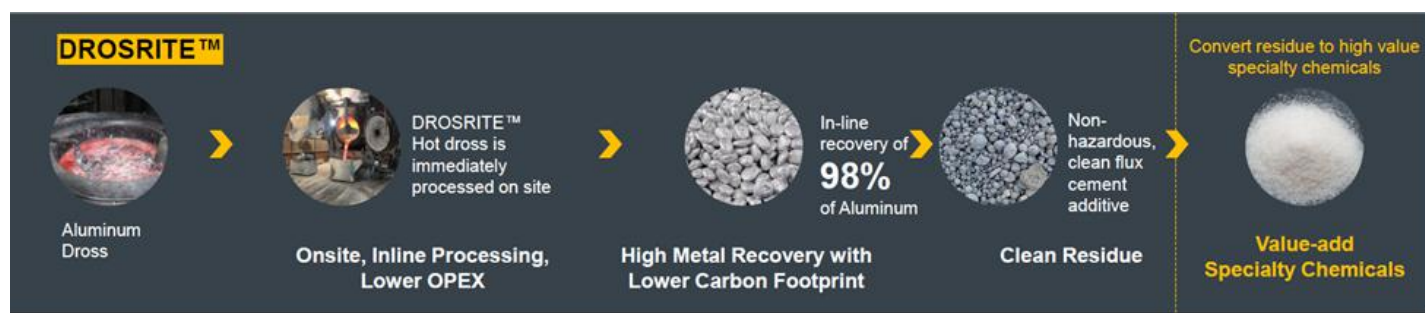 DROSRITE™
Aluminum
Dross
DROSRITE™
Hot dross is
immediately
processed on site
Onsite, Inline Processing,
Lower OPEX
In-line
recovery of
98%
of Aluminum
High Metal Recovery with
Lower Carbon Footprint
Non-
hazardous,
clean flux
cement
additive
Clean Residue
Convert residue to high value
specialty chemicals
Value-add
Specialty Chemicals